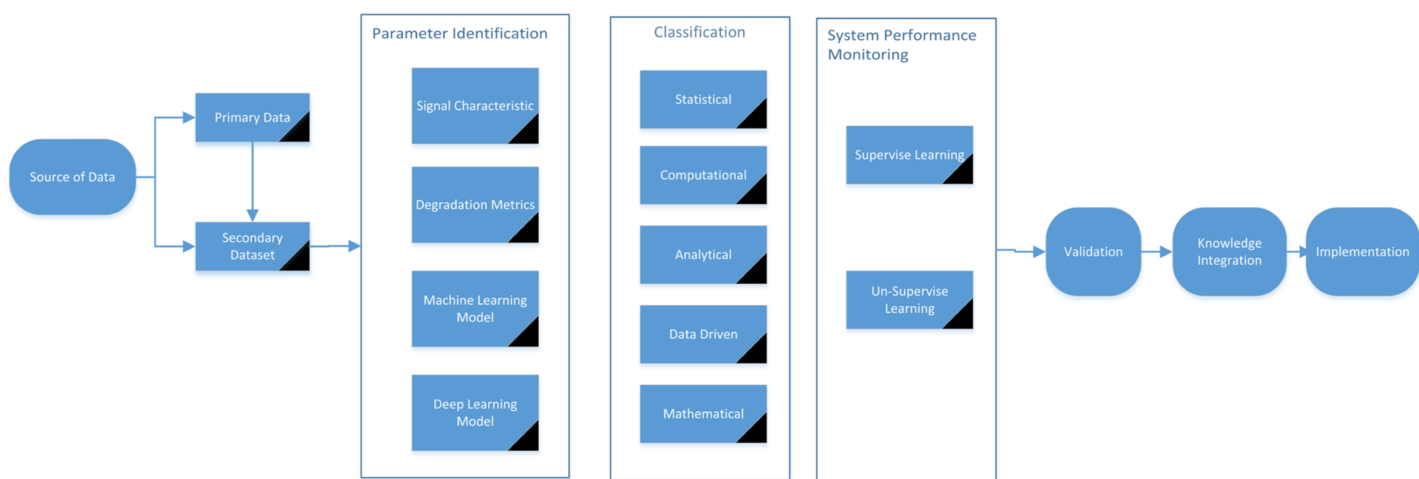 Source of Data
Primary Data
Secondary
Dataset
Parameter Identification
Signal Characteristic
Degradation Metrics
Machine Learning
Model
Deep Learning
Model
Classification
Statistical
Computational
Analytical
Data Driven
Mathematical
System Performance
Monitoring
Supervise Learning
Un-Supervise
Learning
Validation
Knowledge
Integration
Implementation